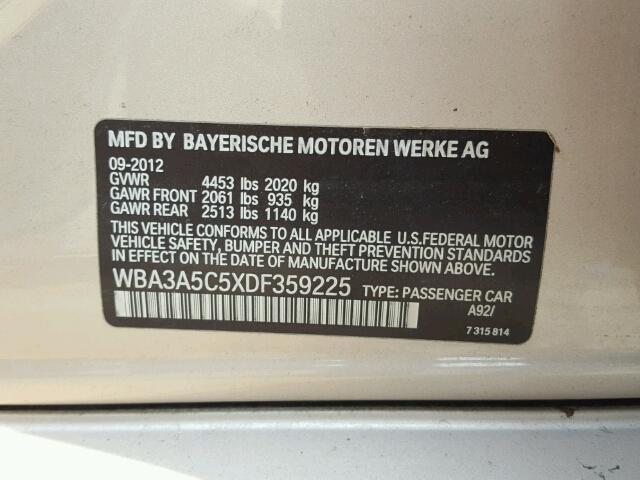 MFD BY BAYERISCHE MOTOREN WERKE AG
09-2012
GVWR 4453 lbs 2020 kg
GAWR FRONT 2061 lbs 935 kg
GAWR REAR 2513 lbs 1140 kg
THIS VEHICLE CONFORMS TO ALL APPLICABLE U.S.FEDERAL MOTOR
VEHICLE SAFETY, BUMPER AND THEFT PREVENTION STANDARDS
IN EFFECT ON THE DATE OF MANUFACTURE SHOWN ABOVE.
WBA3A5C5XDF359225 TYPE: PASSENGER CAR
A92/
7 315 814